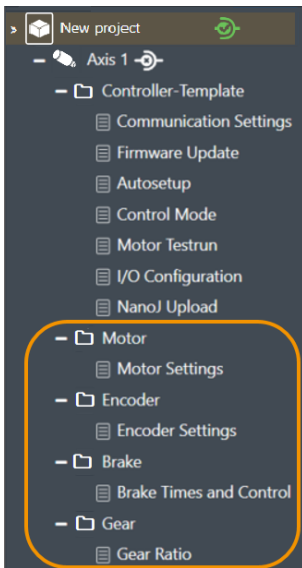 New project
Axis 1
Controller-Template
Communication Settings
Firmware Update
Autosetup
Control Mode
Motor Testrun
I/O Configuration
NanoJ Upload
Motor
Motor Settings
Encoder
Encoder Settings
Brake
Brake Times and Control
Gear
Gear Ratio